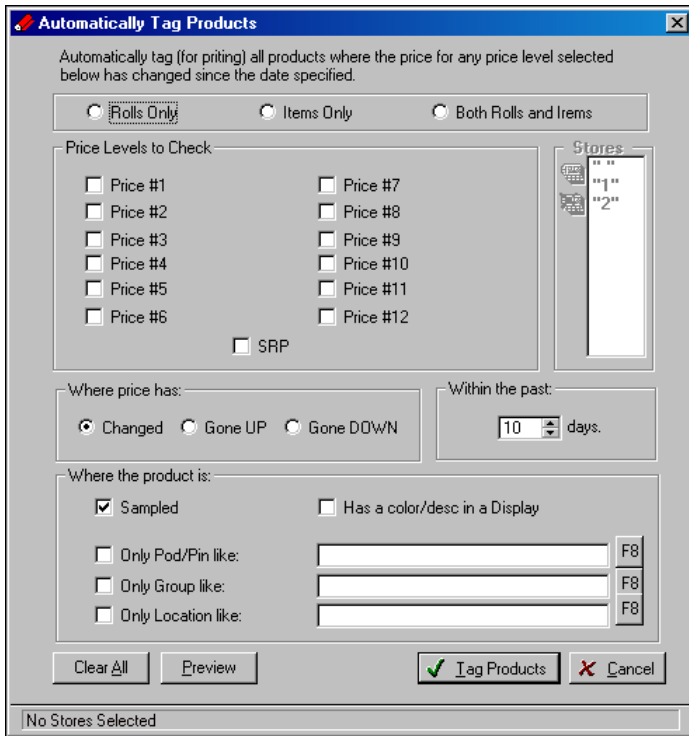 Automatically Tag Products
Automatically tag (for priting) all products where the price for any price level selected
below has changed since the date specified.
Rolls Only Items Only Both Rolls and Irems
Price Levels to Check
Price #1 Price #7
Price #2 Price #8
Price #3 Price #9
Price #4 Price #10
Price #5 Price #11
Price #6 Price #12
SRP
Stores
" "
"1"
"2"
Where price has:
Changed Gone UP Gone DOWN
Within the past:
10 days.
Where the product is:
Sampled Has a color/desc in a Display
Only Pod/Pin like: F8
Only Group like: F8
Only Location like: F8
Clear All Preview Tag Products Cancel
No Stores Selected